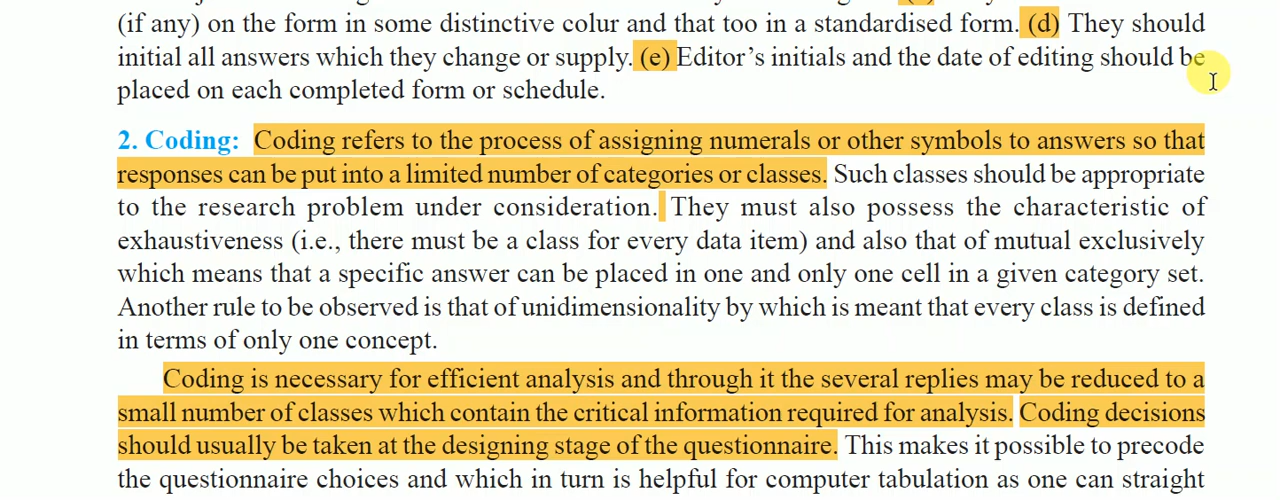 (if any) on the form in some distinctive colur and that too in a standardised form. (d) They should
initial all answers which they change or supply. (e) Editor's initials and the date of editing should be
placed on each completed form or schedule.
2. Coding: Coding refers to the process of assigning numerals or other symbols to answers so that
responses can be put into a limited number of categories or classes. Such classes should be appropriate
to the research problem under consideration. They must also possess the characteristic of
exhaustiveness (i.e., there must be a class for every data item) and also that of mutual exclusively
which means that a specific answer can be placed in one and only one cell in a given category set.
Another rule to be observed is that of unidimensionality by which is meant that every class is defined
in terms of only one concept.
Coding is necessary for efficient analysis and through it the several replies may be reduced to a
small number of classes which contain the critical information required for analysis. Coding decisions
should usually be taken at the designing stage of the questionnaire. This makes it possible to precode
the questionnaire choices and which in turn is helpful for computer tabulation as one can straight